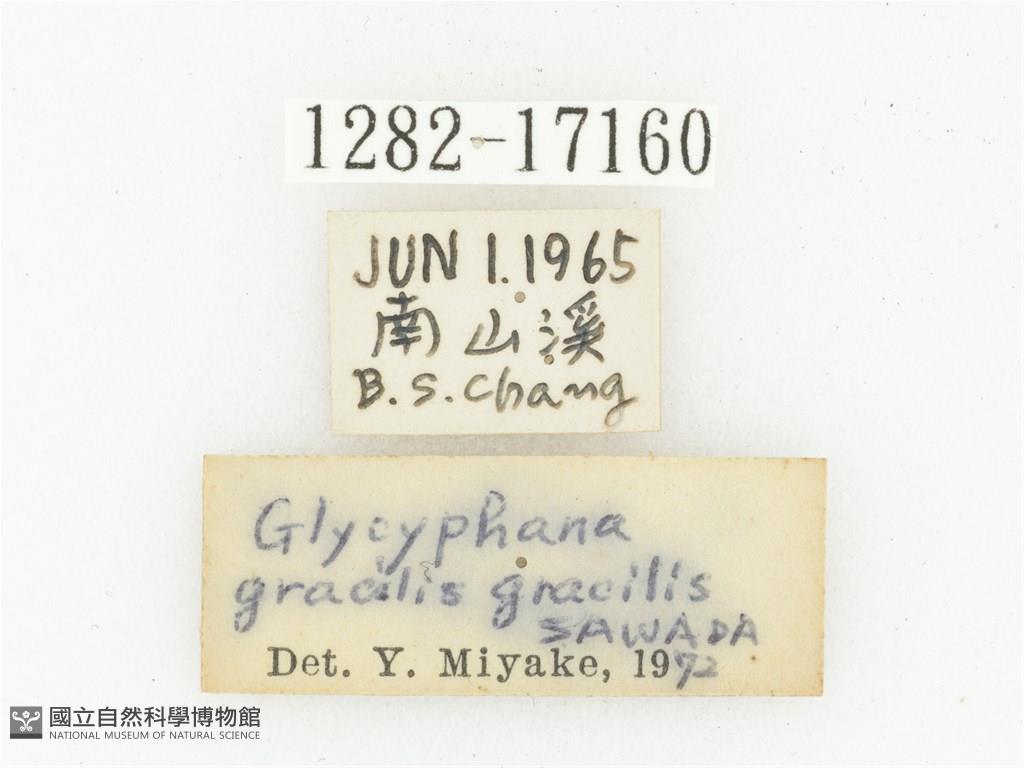 1282-17160
JUN 1.1965
南山溪
B.S.Chang
Glycyphana
gracilis gracilis
SAWADA
Det. Y. Miyake, 1972
國立自然科學博物館
NATIONAL MUSEUM OF NATURAL SCIENCE